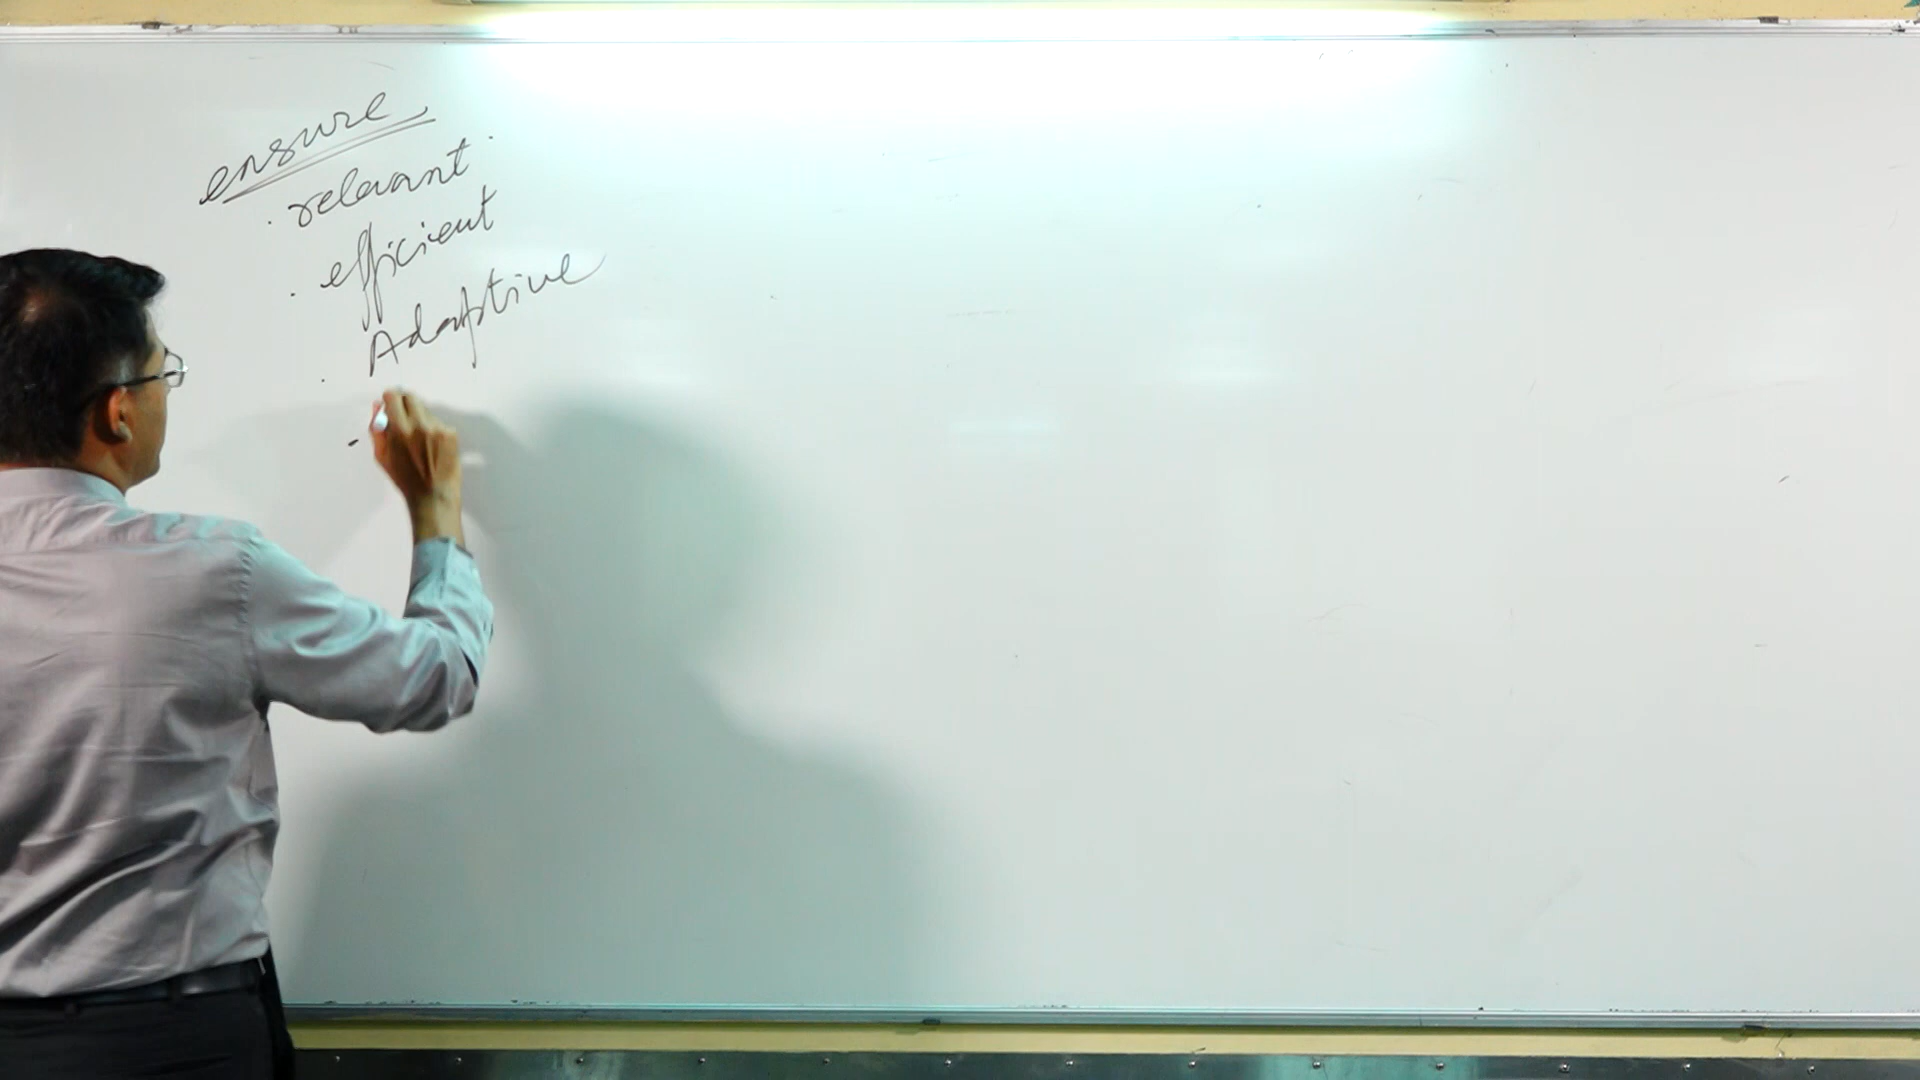 ensure
. relevant
. efficient
. Adaptive
-